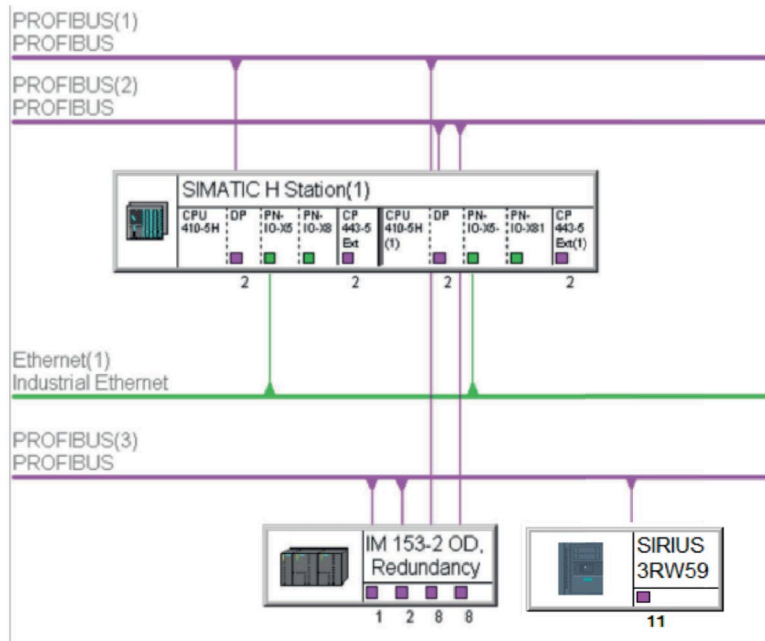 PROFIBUS(1)
PROFIBUS
PROFIBUS(2)
PROFIBUS
SIMATIC H Station(1)
CPU 410-5H
DP
PN-IO-X5
PN-IO-X8
CP 443-5 Ext
CPU 410-5H (1)
DP
PN-IO-X5-
PN-IO-X81
CP 443-5 Ext(1)
2 2 2 2
Ethernet(1)
Industrial Ethernet
PROFIBUS(3)
PROFIBUS
IM 153-2 OD,
Redundancy
1 2 8 8
SIRIUS
3RW59
11